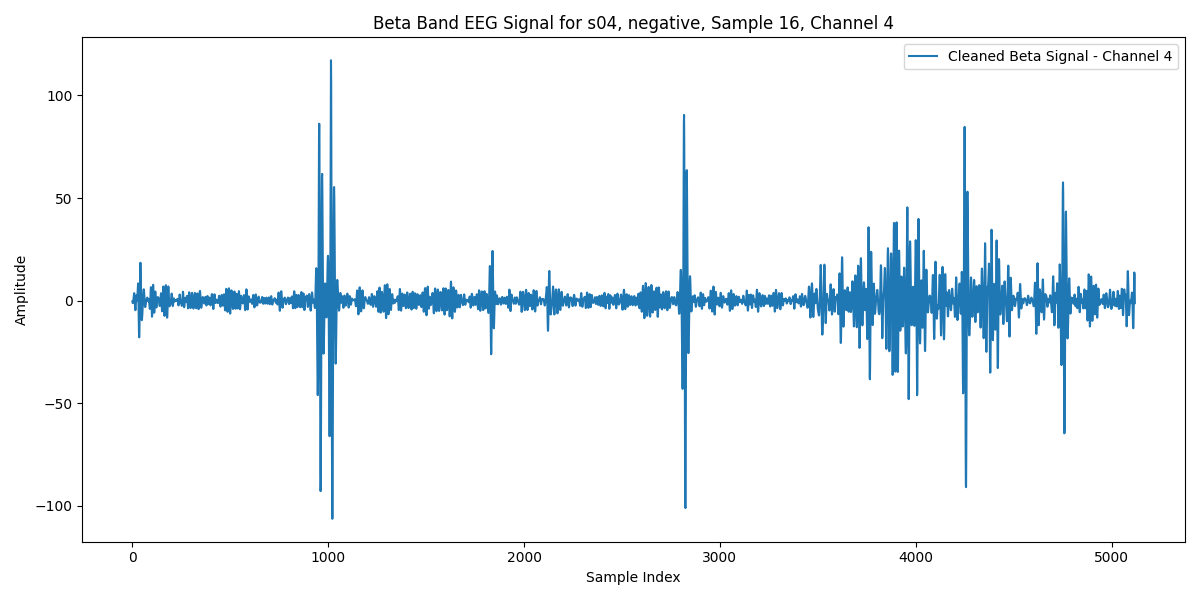 Beta Band EEG Signal for s04, negative, Sample 16, Channel 4
Cleaned Beta Signal - Channel 4
Amplitude
100
50
0
−50
−100
0 1000 2000 3000 4000 5000
Sample Index